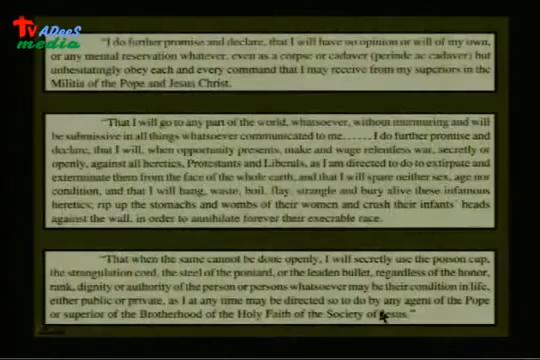 TV ADeeS
media
"I do further promise and declare, that I will have no opinion or will of my own,
or any mental reservation whatever, even as a corpse or cadaver (perinde ac cadaver) but
unhesitatingly obey each and every command that I may receive from my superiors in the
Militia of the Pope and Jesus Christ.
"That I will go to any part of the world, whatsoever, without murmuring and will
be submissive in all things whatsoever communicated to me...... I do further promise and
declare, that I will, when opportunity presents, make and wage relentless war, secretly or
openly, against all heretics, Protestants and Liberals, as I am directed to do to extirpate and
exterminate them from the face of the whole earth, and that I will spare neither sex, age nor
condition, and that I will hang, waste, boil, flay, strangle and bury alive these infamous
heretics; rip up the stomachs and wombs of their women and crush their infants' heads
against the wall, in order to annihilate forever their execrable race.
"That when the same cannot be done openly, I will secretly use the poison cup,
the strangulation cord, the steel of the poniard, or the leaden bullet, regardless of the honor,
rank, dignity or authority of the person or persons whatsoever may be their condition in life,
either public or private, as I at any time may be directed so to do by any agent of the Pope
or superior of the Brotherhood of the Holy Faith of the Society of Jesus."